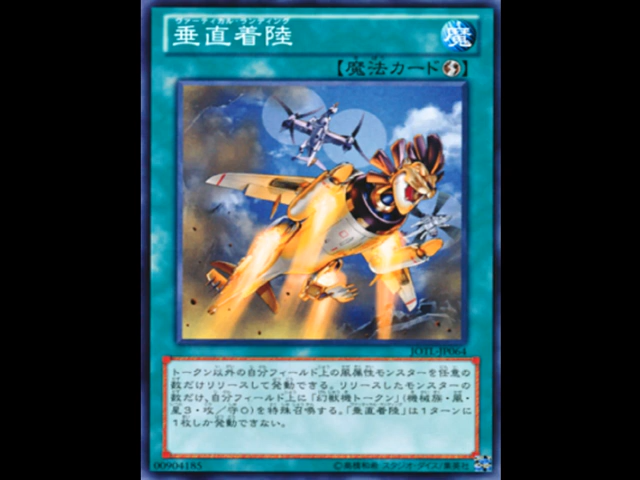 ヴァーティカル・ランディング
垂直着陸
魔
【魔法カード】
JOTL-JP064
トークン以外の自分フィールド上の風属性モンスターを任意の
数だけリリースして発動できる。リリースしたモンスターの
数だけ、自分フィールド上に「幻獣機トークン」(機械族・風・
星3・攻/守0)を特殊召喚する。「垂直着陸」は1ターンに
1枚しか発動できない。
00904185
©高橋和希 スタジオ・ダイス/集英社